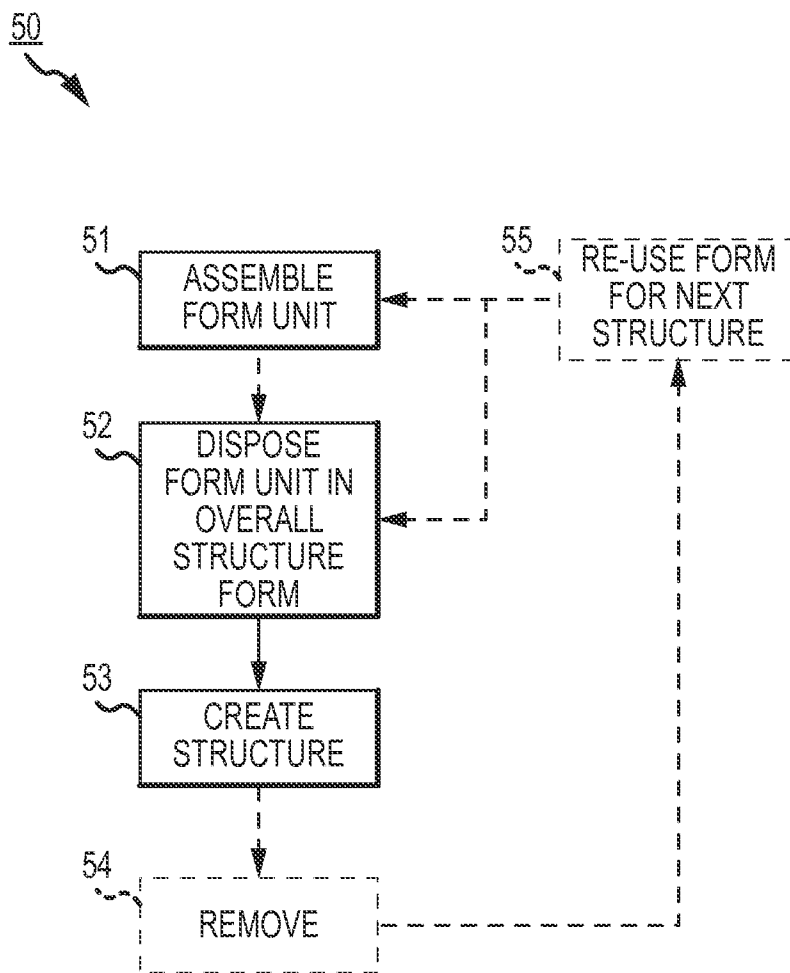 50
51
ASSEMBLE
FORM UNIT
55
RE-USE FORM
FOR NEXT
STRUCTURE
52
DISPOSE
FORM UNIT IN
OVERALL
STRUCTURE
FORM
53
CREATE
STRUCTURE
54
REMOVE